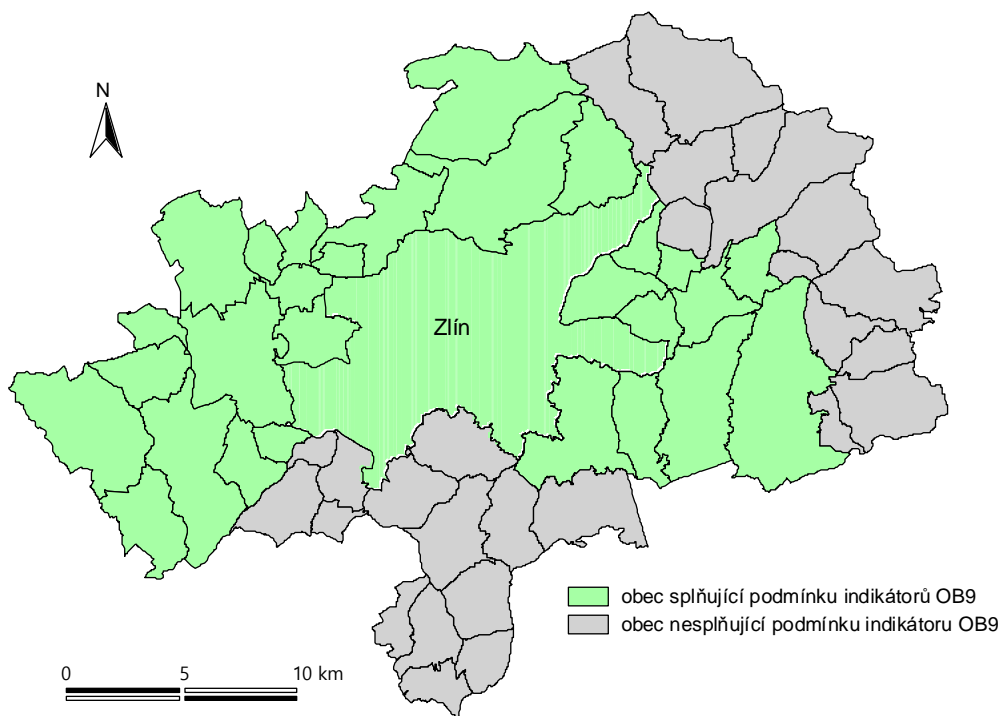 N
Zlín
obec splňující podmínku indikátorů OB9
obec nesplňující podmínku indikátoru OB9
0 5 10 km